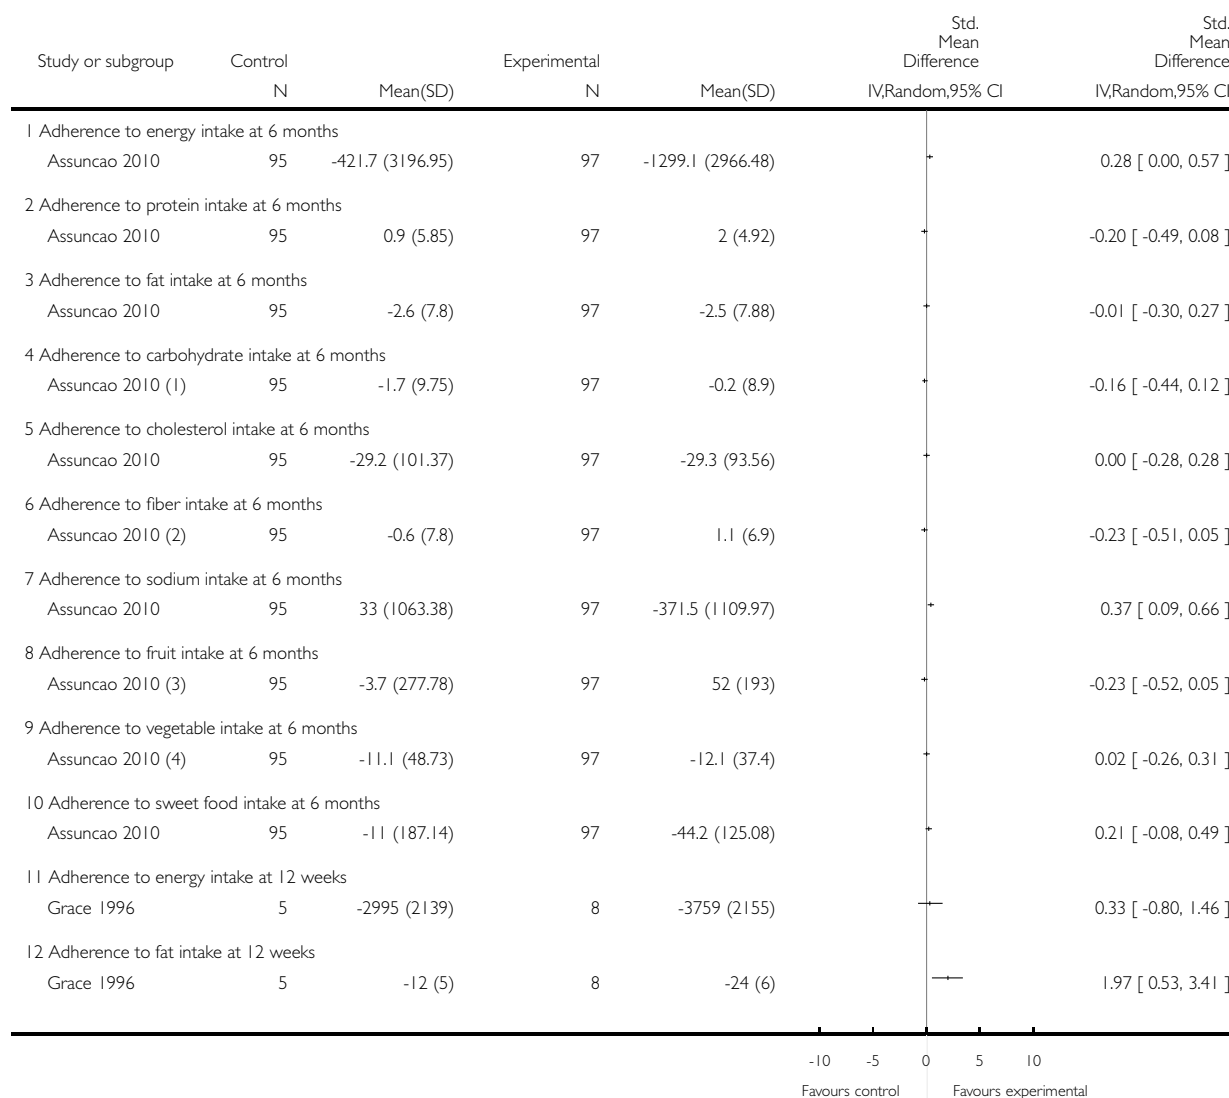 Std.
Mean
Difference
Std.
Mean
Difference
Study or subgroup Control Experimental
N Mean(SD) N Mean(SD) IV,Random,95% CI IV,Random,95% CI
1 Adherence to energy intake at 6 months
Assuncao 2010 95 -421.7 (3196.95) 97 -1299.1 (2966.48) 0.28 [ 0.00, 0.57 ]
2 Adherence to protein intake at 6 months
Assuncao 2010 95 0.9 (5.85) 97 2 (4.92) -0.20 [ -0.49, 0.08 ]
3 Adherence to fat intake at 6 months
Assuncao 2010 95 -2.6 (7.8) 97 -2.5 (7.88) -0.01 [ -0.30, 0.27 ]
4 Adherence to carbohydrate intake at 6 months
Assuncao 2010 (1) 95 -1.7 (9.75) 97 -0.2 (8.9) -0.16 [ -0.44, 0.12 ]
5 Adherence to cholesterol intake at 6 months
Assuncao 2010 95 -29.2 (101.37) 97 -29.3 (93.56) 0.00 [ -0.28, 0.28 ]
6 Adherence to fiber intake at 6 months
Assuncao 2010 (2) 95 -0.6 (7.8) 97 1.1 (6.9) -0.23 [ -0.51, 0.05 ]
7 Adherence to sodium intake at 6 months
Assuncao 2010 95 33 (1063.38) 97 -371.5 (1109.97) 0.37 [ 0.09, 0.66 ]
8 Adherence to fruit intake at 6 months
Assuncao 2010 (3) 95 -3.7 (277.78) 97 52 (193) -0.23 [ -0.52, 0.05 ]
9 Adherence to vegetable intake at 6 months
Assuncao 2010 (4) 95 -11.1 (48.73) 97 -12.1 (37.4) 0.02 [ -0.26, 0.31 ]
10 Adherence to sweet food intake at 6 months
Assuncao 2010 95 -11 (187.14) 97 -44.2 (125.08) 0.21 [ -0.08, 0.49 ]
11 Adherence to energy intake at 12 weeks
Grace 1996 5 -2995 (2139) 8 -3759 (2155) 0.33 [ -0.80, 1.46 ]
12 Adherence to fat intake at 12 weeks
Grace 1996 5 -12 (5) 8 -24 (6) 1.97 [ 0.53, 3.41 ]
-10 -5 0 5 10
Favours control Favours experimental